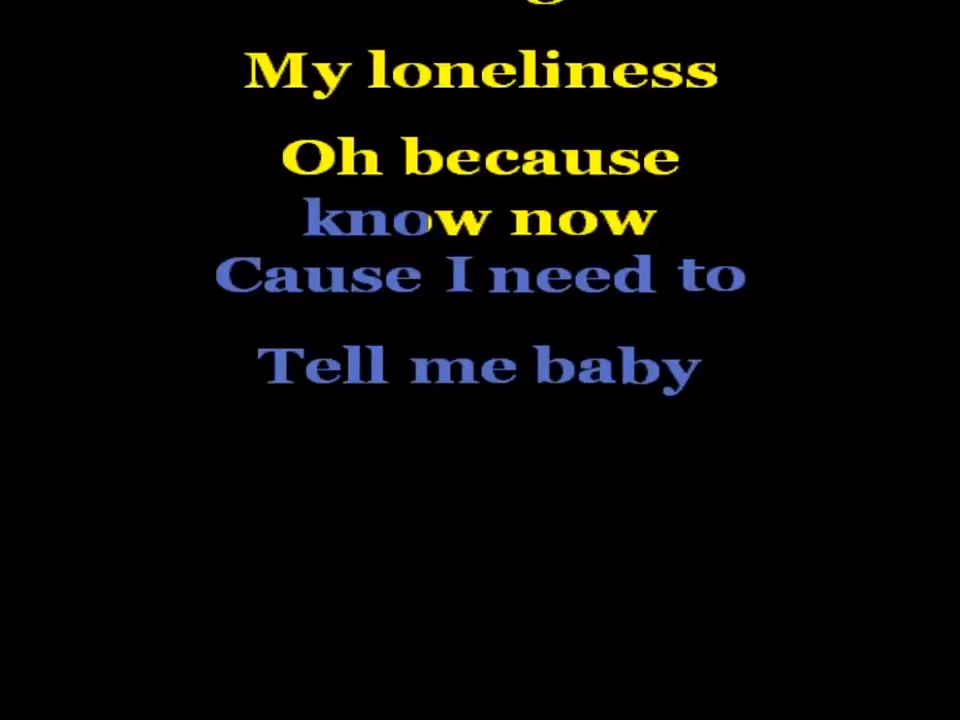 My loneliness
Oh because
know now
Cause I need to
Tell me baby